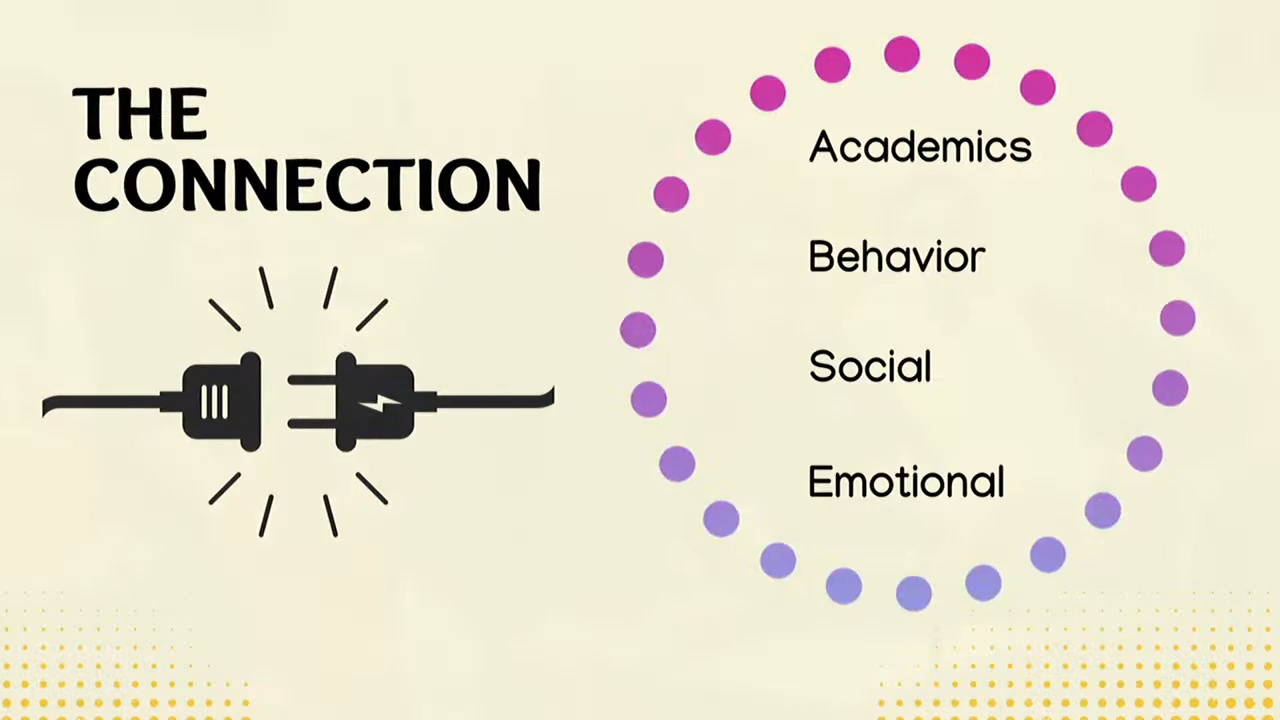 THE
CONNECTION
Academics
Behavior
Social
Emotional